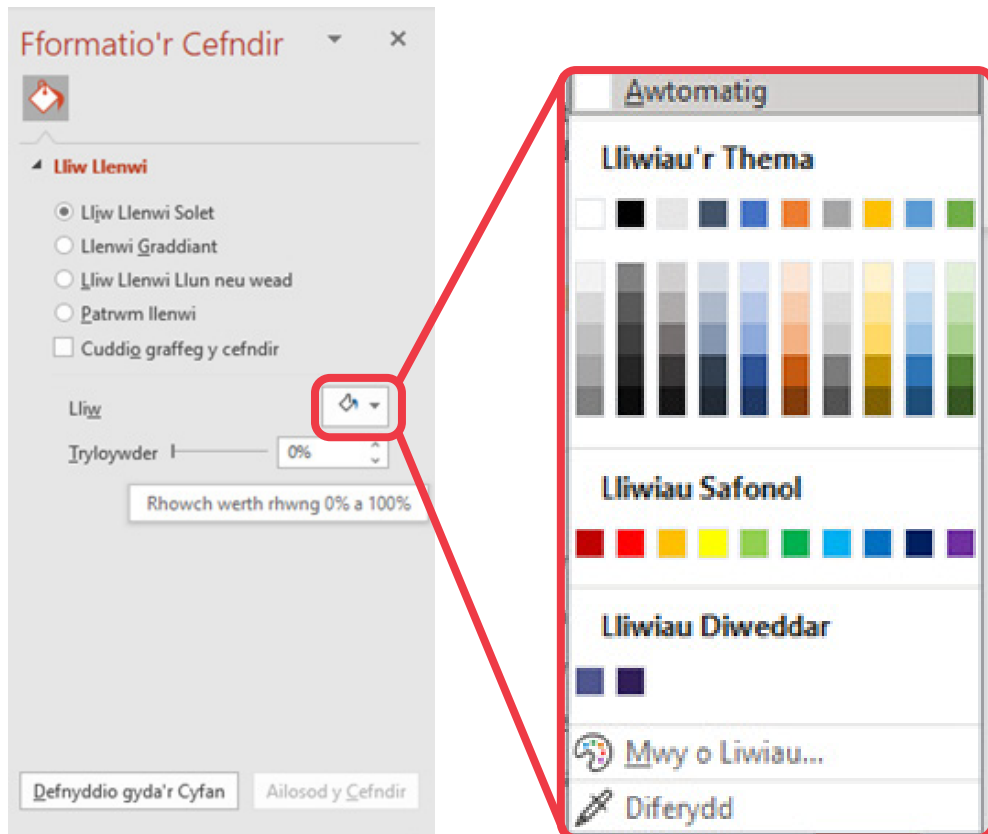 Fformatio'r Cefndir
Lliw Llenwi
Lliw Llenwi Solet
Llenwi Graddiant
Lliw Llenwi Llun neu wead
Patrwm llenwi
Cuddio graffeg y cefndir
Lliw
Tryloywder
0%
Rhowch werth rhwng 0% a 100%
Defnyddio gyda'r Cyfan
Ailosod y Cefndir
Awtomatig
Lliwiau'r Thema
Lliwiau Safonol
Lliwiau Diweddar
Mwy o Liwiau...
Diferydd